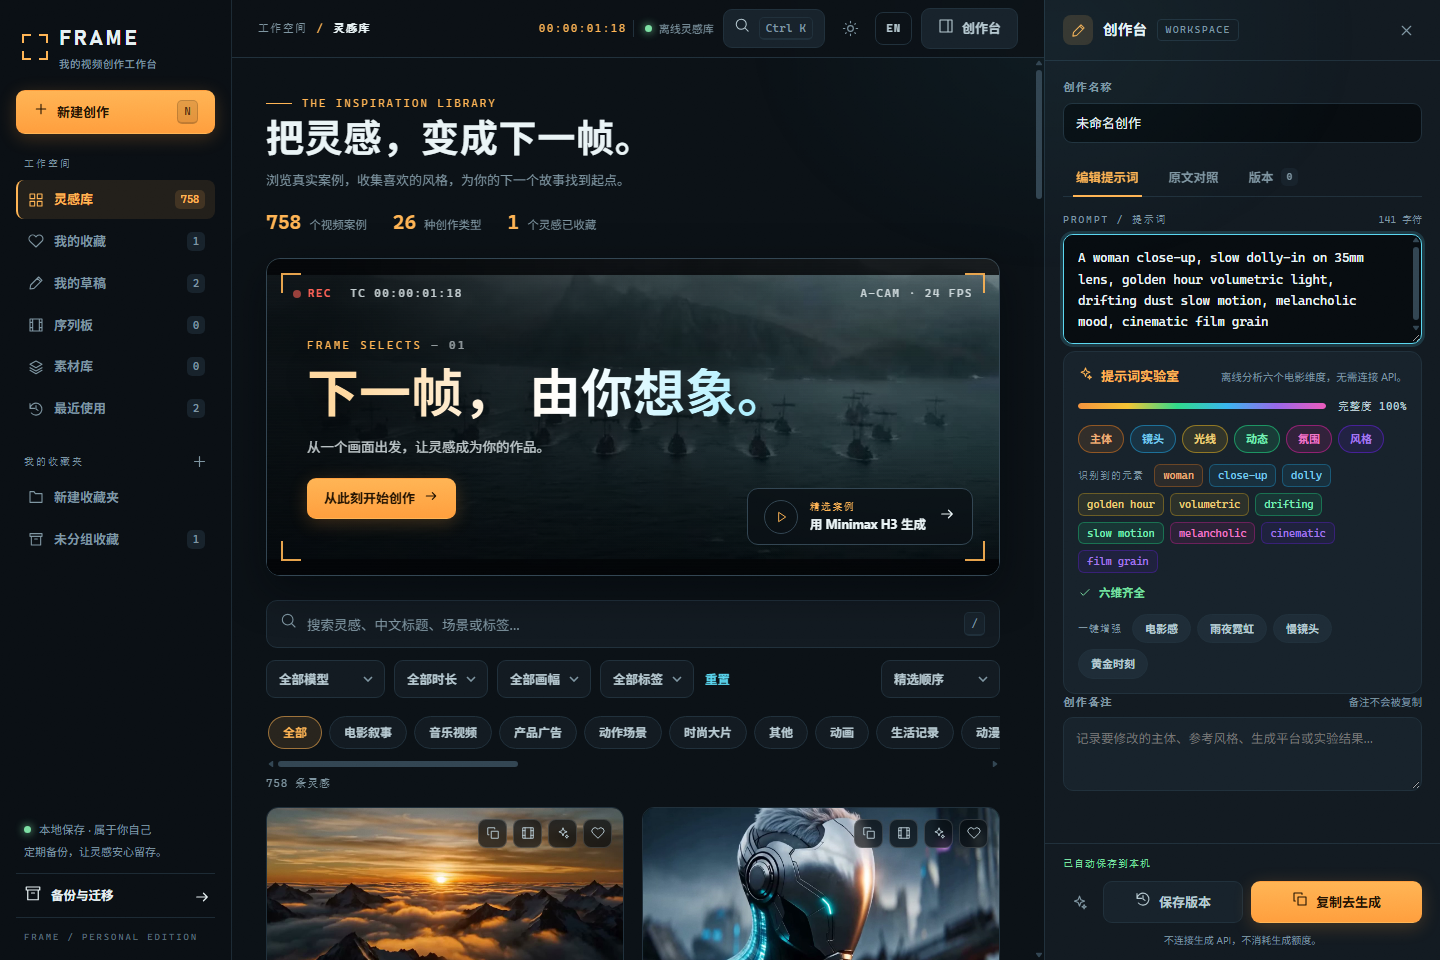 FRAME
我的视频创作工作台
新建创作 N
工作空间
灵感库 758
我的收藏 1
我的草稿 2
序列板 0
素材库 0
最近使用 2
我的收藏夹
新建收藏夹
未分组收藏 1
本地保存 · 属于你自己
定期备份，让灵感安心留存。
备份与迁移
FRAME / PERSONAL EDITION
工作空间 / 灵感库
00:00:01:18
离线灵感库
Ctrl K
EN
创作台
THE INSPIRATION LIBRARY
把灵感，变成下一帧。
浏览真实案例，收集喜欢的风格，为你的下一个故事找到起点。
758 个视频案例 26 种创作类型 1 个灵感已收藏
REC TC 00:00:01:18
A-CAM · 24 FPS
FRAME SELECTS — 01
下一帧， 由你想象。
从一个画面出发，让灵感成为你的作品。
从此刻开始创作
精选案例
用 Minimax H3 生成
搜索灵感、中文标题、场景或标签... /
全部模型 全部时长 全部画幅 全部标签 重置 精选顺序
全部 电影叙事 音乐视频 产品广告 动作场景 时尚大片 其他 动画 生活记录 动漫
758 条灵感
创作台 WORKSPACE
创作名称
未命名创作
编辑提示词 原文对照 版本 0
PROMPT / 提示词 141 字符
A woman close-up, slow dolly-in on 35mm
lens, golden hour volumetric light,
drifting dust slow motion, melancholic
mood, cinematic film grain
提示词实验室 离线分析六个电影维度，无需连接 API。
完整度 100%
主体 镜头 光线 动态 氛围 风格
识别到的元素 woman close-up dolly
golden hour volumetric drifting
slow motion melancholic cinematic
film grain
六维齐全
一键增强 电影感 雨夜霓虹 慢镜头
黄金时刻
创作备注 备注不会被复制
记录要修改的主体、参考风格、生成平台或实验结果...
已自动保存到本机
保存版本 复制去生成
不连接生成 API，不消耗生成额度。